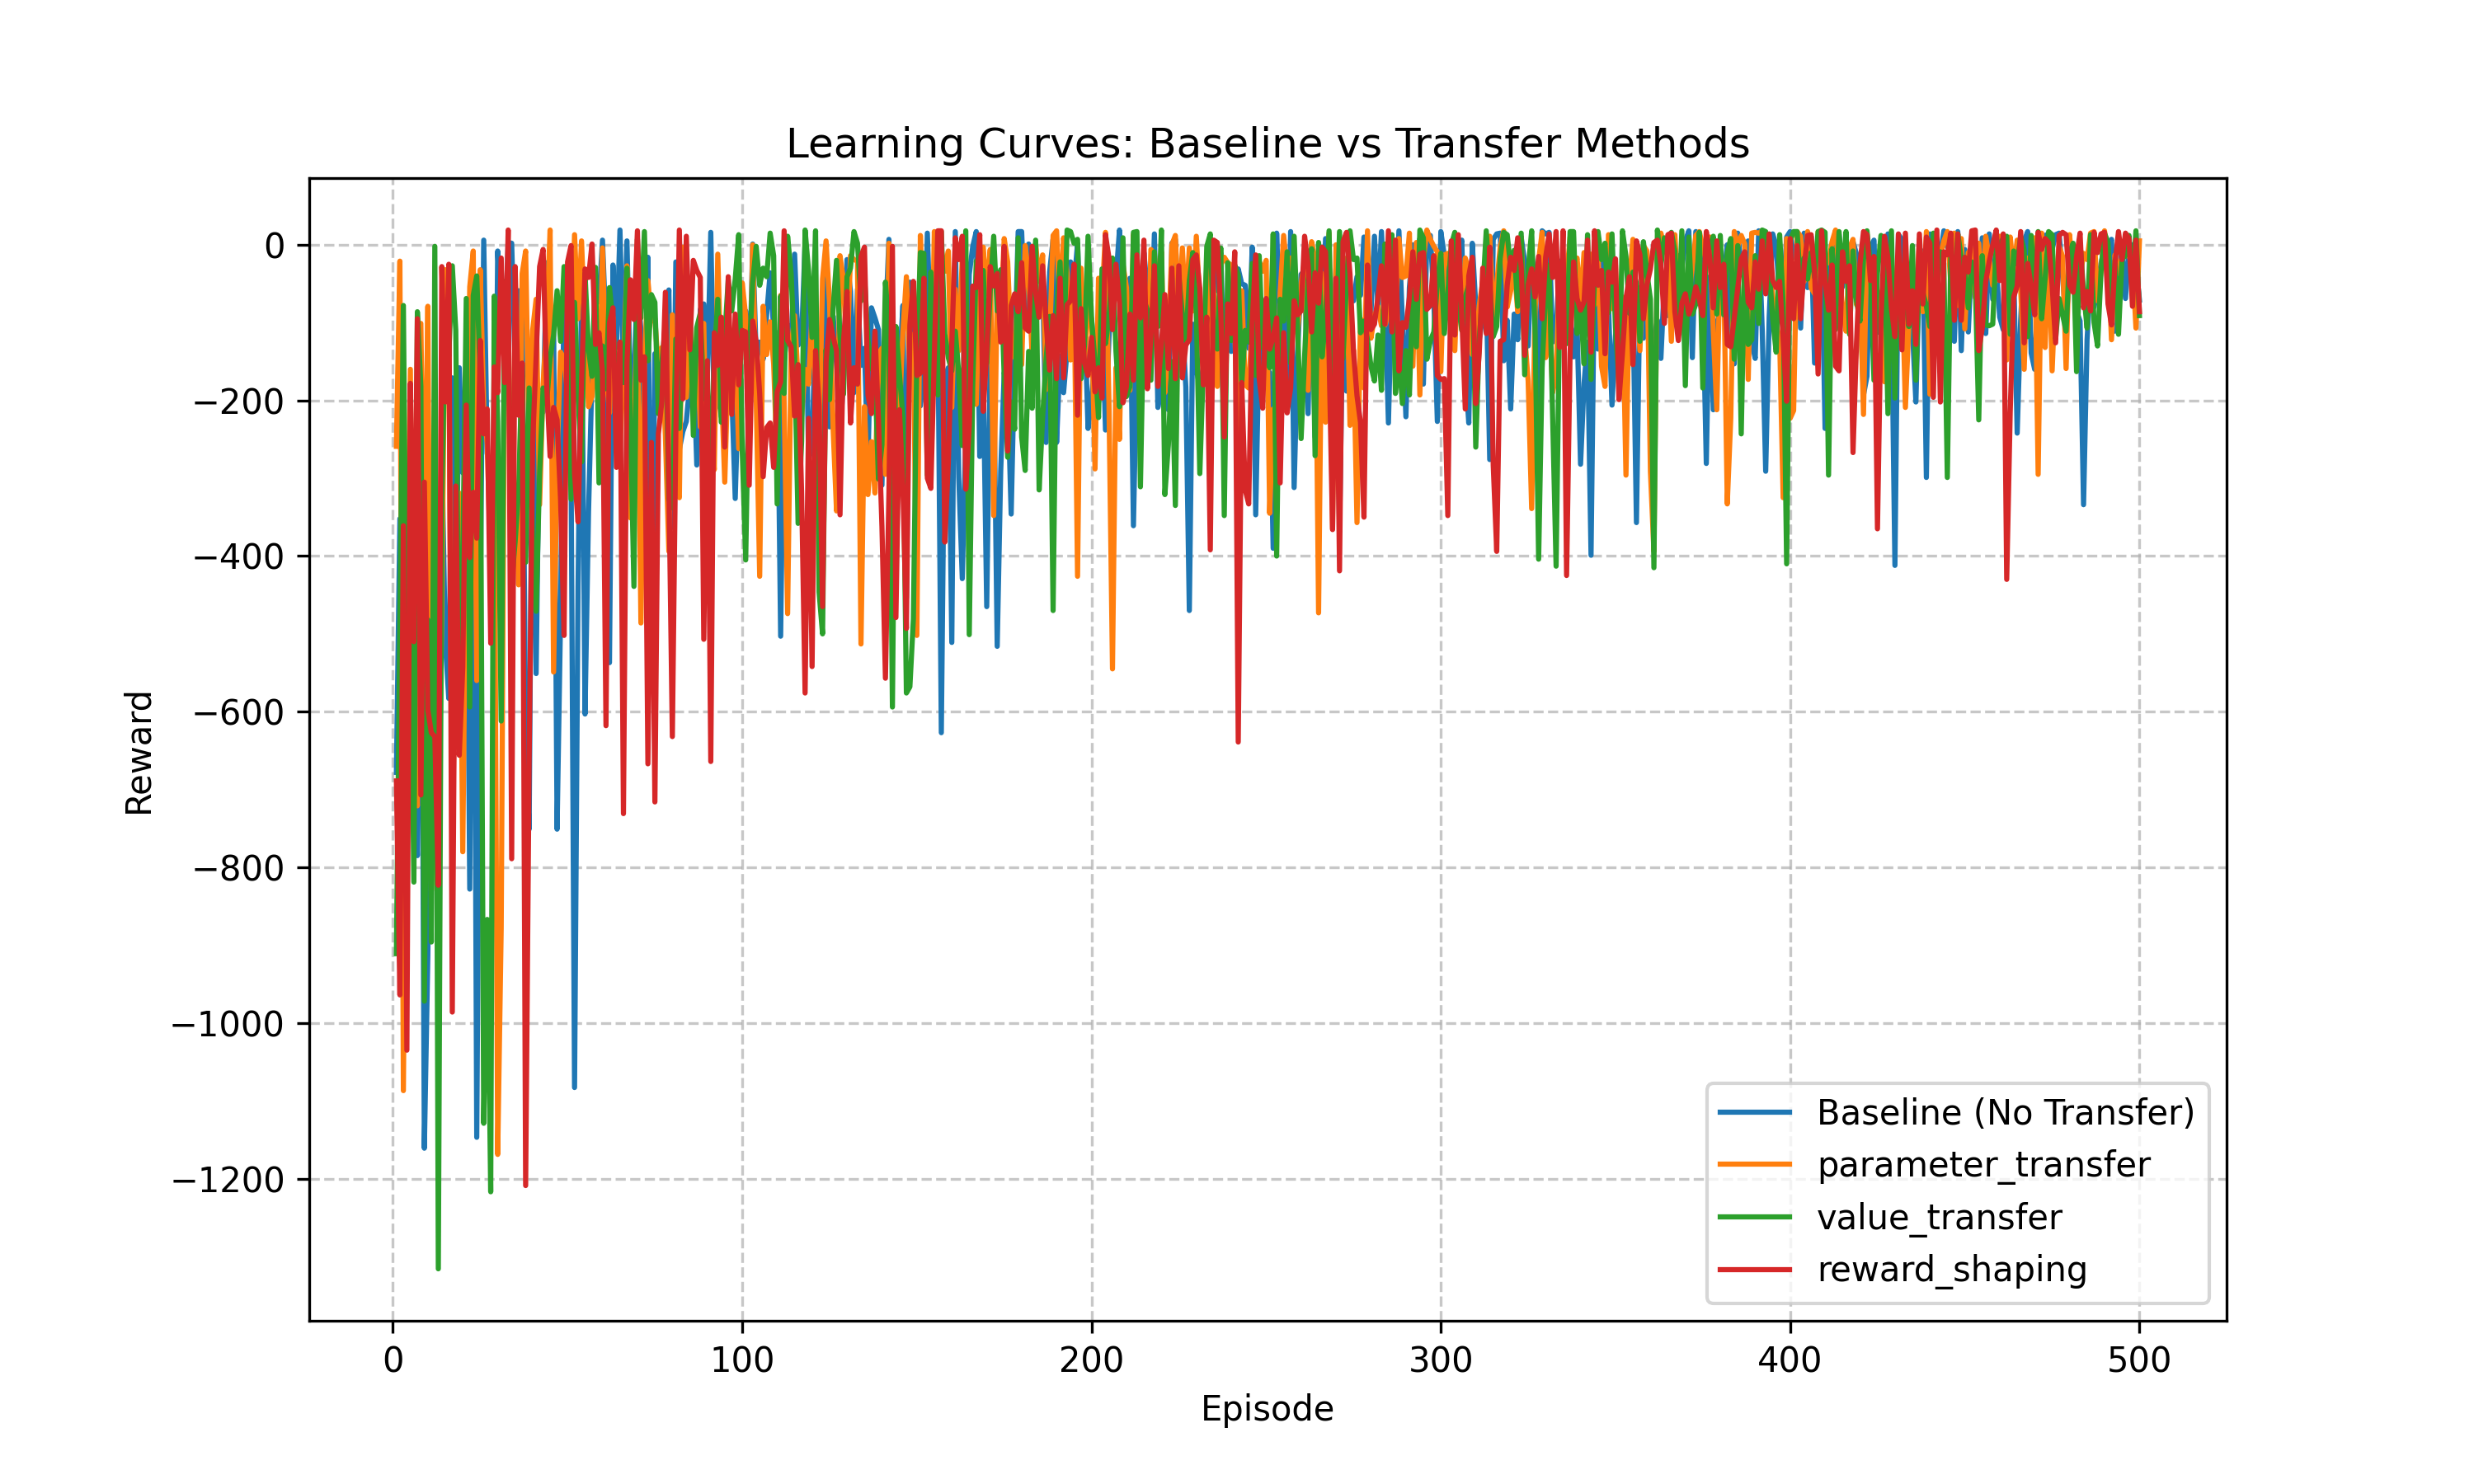 Learning Curves: Baseline vs Transfer Methods
Reward
0
−200
−400
−600
−800
−1000
−1200
0 100 200 300 400 500
Episode
Baseline (No Transfer)
parameter_transfer
value_transfer
reward_shaping